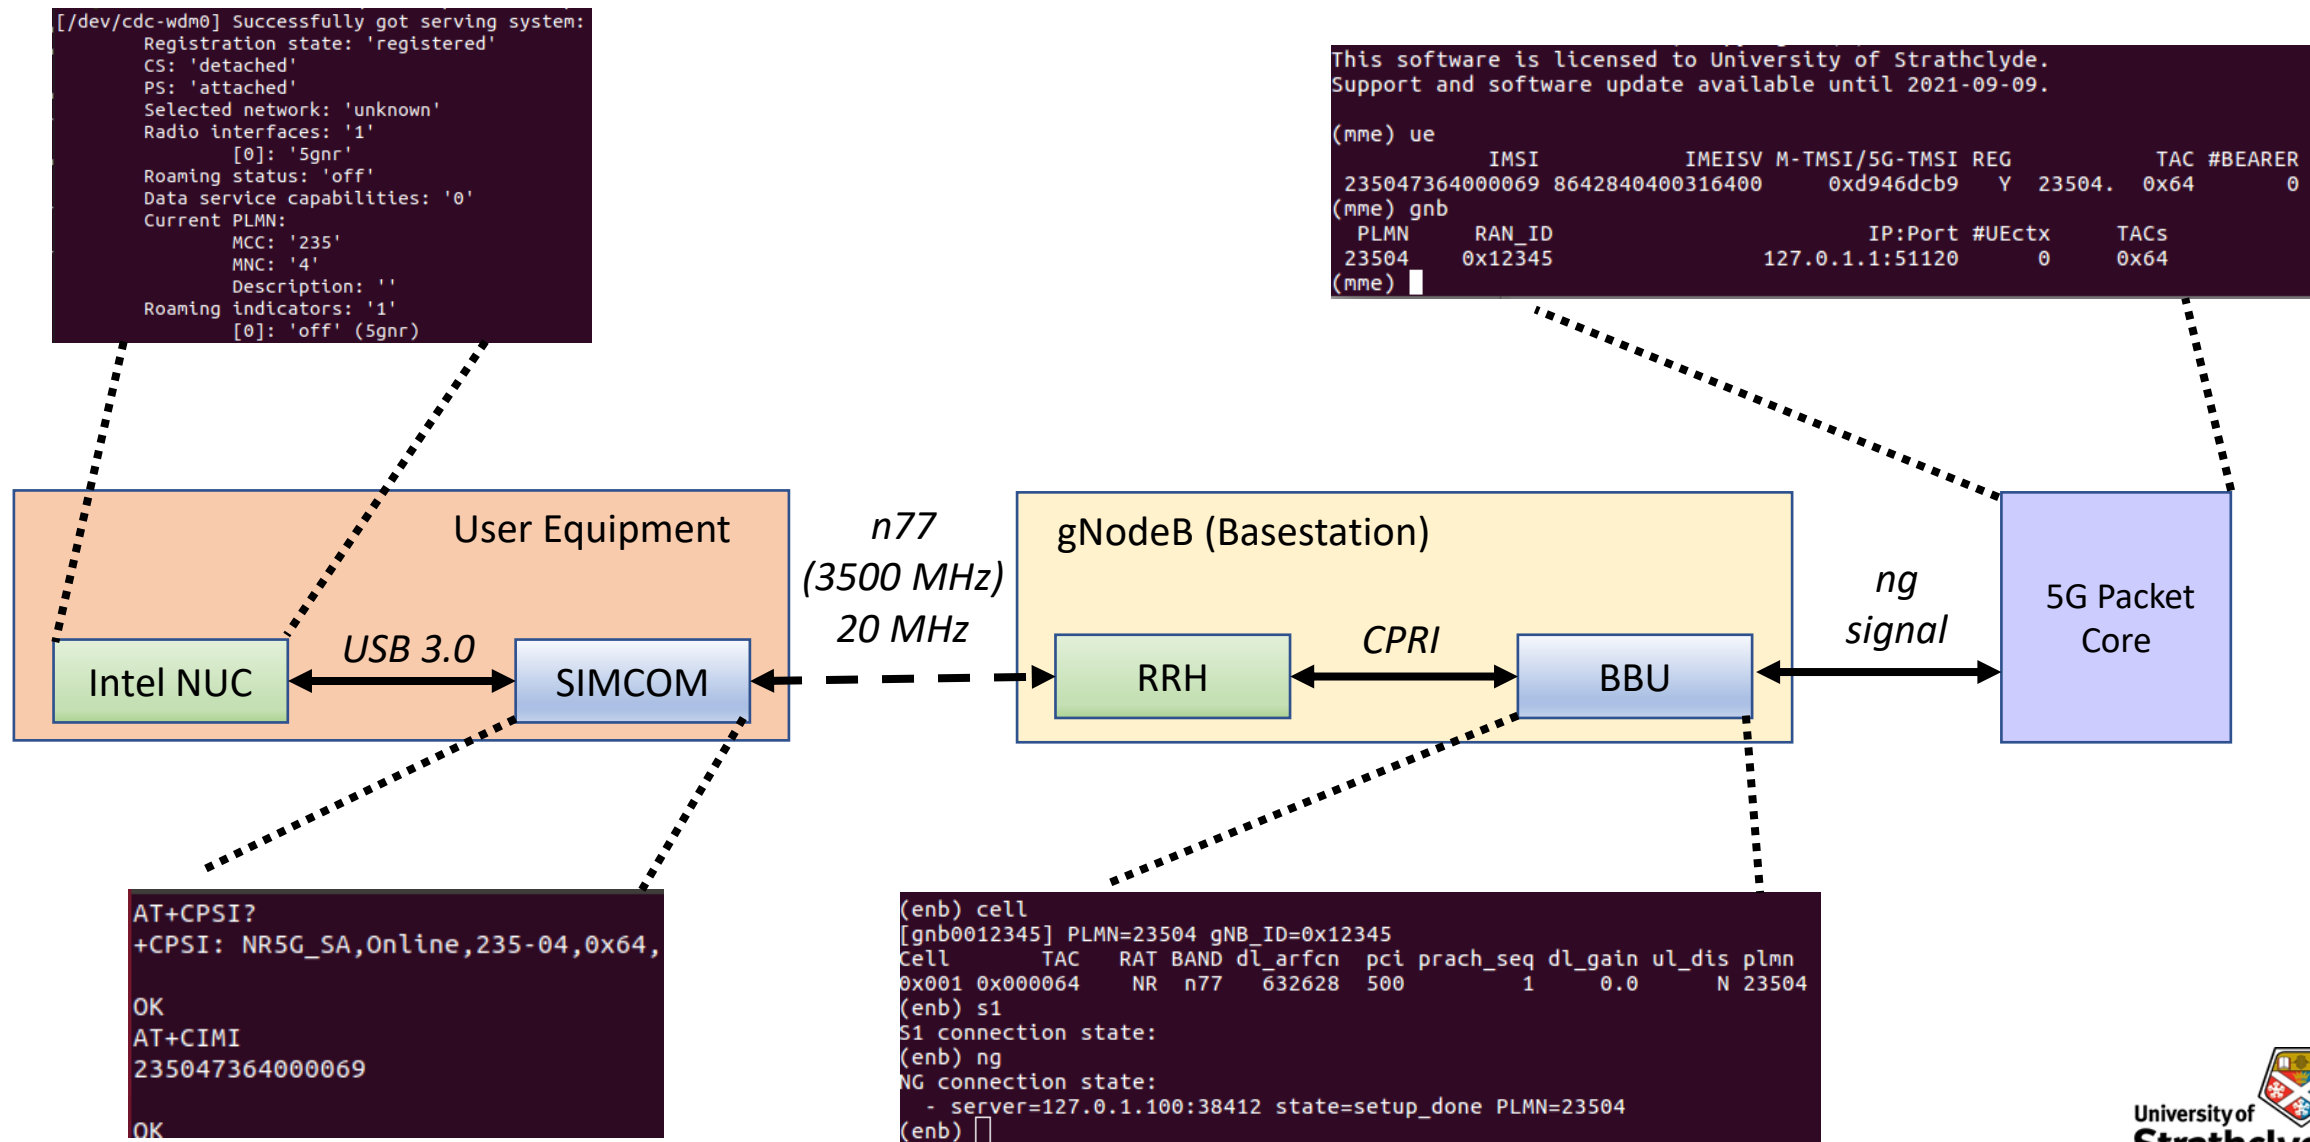 [/dev/cdc-wdm0] Successfully got serving system:
Registration state: 'registered'
CS: 'detached'
PS: 'attached'
Selected network: 'unknown'
Radio interfaces: '1'
[0]: '5gnr'
Roaming status: 'off'
Data service capabilities: '0'
Current PLMN:
MCC: '235'
MNC: '4'
Description: ''
Roaming indicators: '1'
[0]: 'off' (5gnr)
This software is licensed to University of Strathclyde.
Support and software update available until 2021-09-09.
(mme) ue
IMSI IMEISV M-TMSI/5G-TMSI REG TAC #BEARER
235047364000069 8642840400316400 0xd946dcb9 Y 23504. 0x64 0
(mme) gnb
PLMN RAN_ID IP:Port #UEctx TACs
23504 0x12345 127.0.1.1:51120 0 0x64
(mme)
User Equipment
Intel NUC
USB 3.0
SIMCOM
n77
(3500 MHz)
20 MHz
gNodeB (Basestation)
RRH
CPRI
BBU
ng
signal
5G Packet
Core
AT+CPSI?
+CPSI: NR5G_SA,Online,235-04,0x64,
OK
AT+CIMI
235047364000069
OK
(enb) cell
[gnb0012345] PLMN=23504 gNB_ID=0x12345
Cell TAC RAT BAND dl_arfcn pci prach_seq dl_gain ul_dis plmn
0x001 0x000064 NR n77 632628 500 1 0.0 N 23504
(enb) s1
S1 connection state:
(enb) ng
NG connection state:
- server=127.0.1.100:38412 state=setup_done PLMN=23504
(enb)
University of